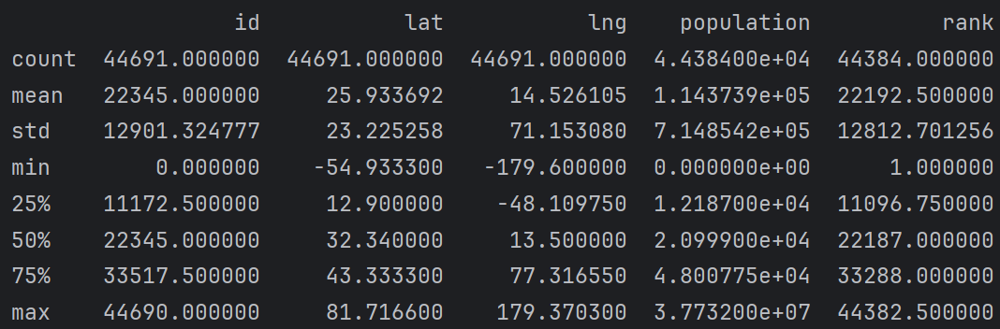 id lat lng population rank
count 44691.000000 44691.000000 44691.000000 4.438400e+04 44384.000000
mean 22345.000000 25.933692 14.526105 1.143739e+05 22192.500000
std 12901.324777 23.225258 71.153080 7.148542e+05 12812.701256
min 0.000000 -54.933300 -179.600000 0.000000e+00 1.000000
25% 11172.500000 12.900000 -48.109750 1.218700e+04 11096.750000
50% 22345.000000 32.340000 13.500000 2.099900e+04 22187.000000
75% 33517.500000 43.333300 77.316550 4.800775e+04 33288.000000
max 44690.000000 81.716600 179.370300 3.773200e+07 44382.500000